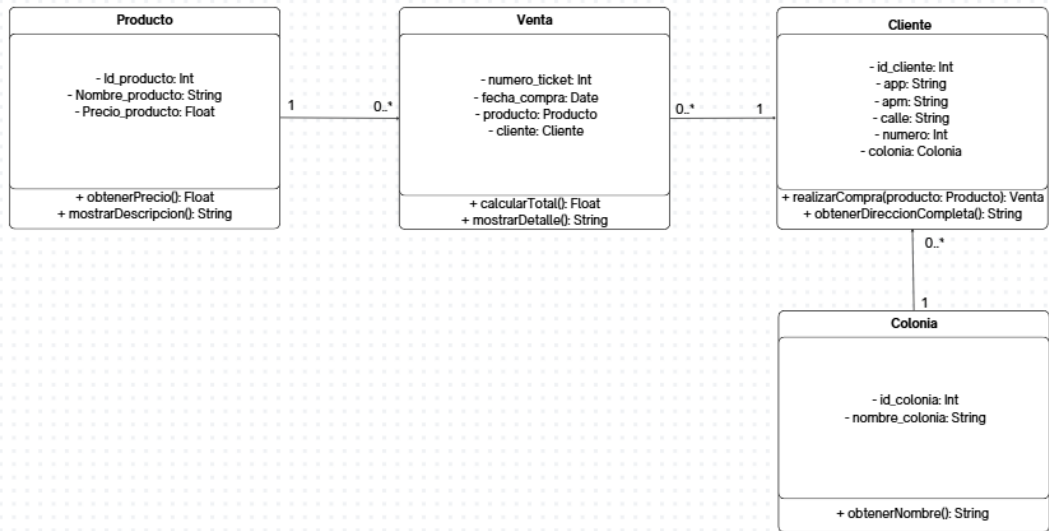 Producto
- Id_producto: Int
- Nombre_producto: String
- Precio_producto: Float
+ obtenerPrecio(): Float
+ mostrarDescripcion(): String
1
0..*
Venta
- numero_ticket: Int
- fecha_compra: Date
- producto: Producto
- cliente: Cliente
+ calcularTotal(): Float
+ mostrarDetalle(): String
0..*
1
Cliente
- id_cliente: Int
- app: String
- apm: String
- calle: String
- numero: Int
- colonia: Colonia
+ realizarCompra(producto: Producto): Venta
+ obtenerDireccionCompleta(): String
0..*
1
Colonia
- id_colonia: Int
- nombre_colonia: String
+ obtenerNombre(): String